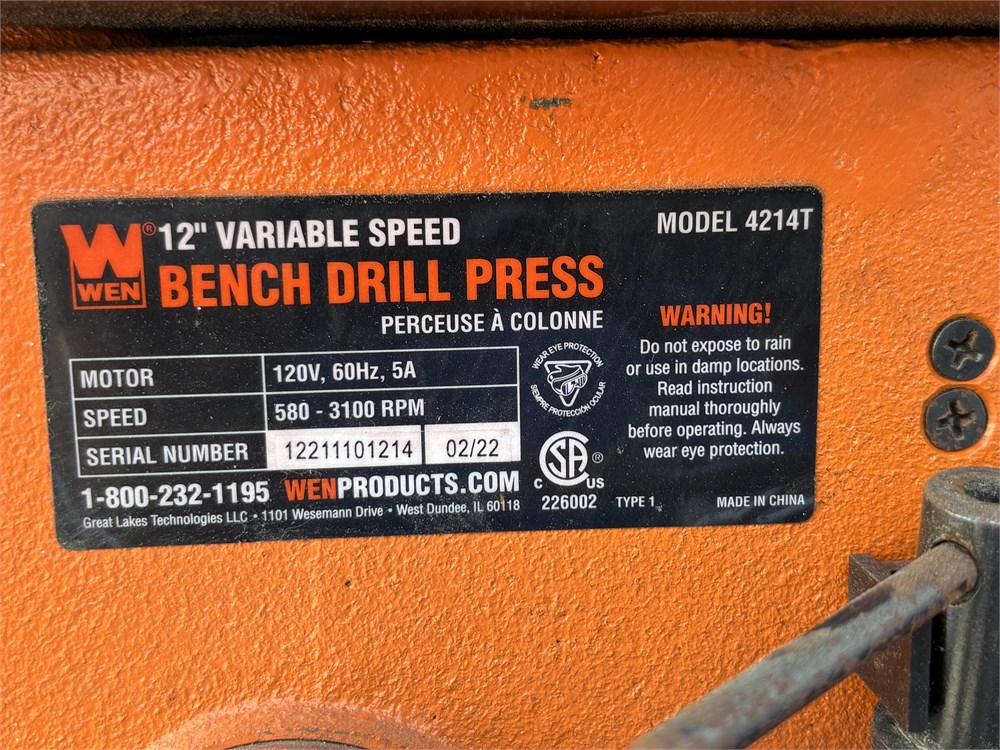 W®
WEN
12" VARIABLE SPEED
BENCH DRILL PRESS
PERCEUSE À COLONNE
MODEL 4214T
MOTOR 120V, 60Hz, 5A
SPEED 580 - 3100 RPM
SERIAL NUMBER 12211101214 02/22
1-800-232-1195 WENPRODUCTS.COM
Great Lakes Technologies LLC • 1101 Wesemann Drive • West Dundee, IL 60118
WEAR EYE PROTECTION
SIEMPRE PROTECCIÓN OCULAR
C SA® US
226002
WARNING!
Do not expose to rain
or use in damp locations.
Read instruction
manual thoroughly
before operating. Always
wear eye protection.
TYPE 1
MADE IN CHINA